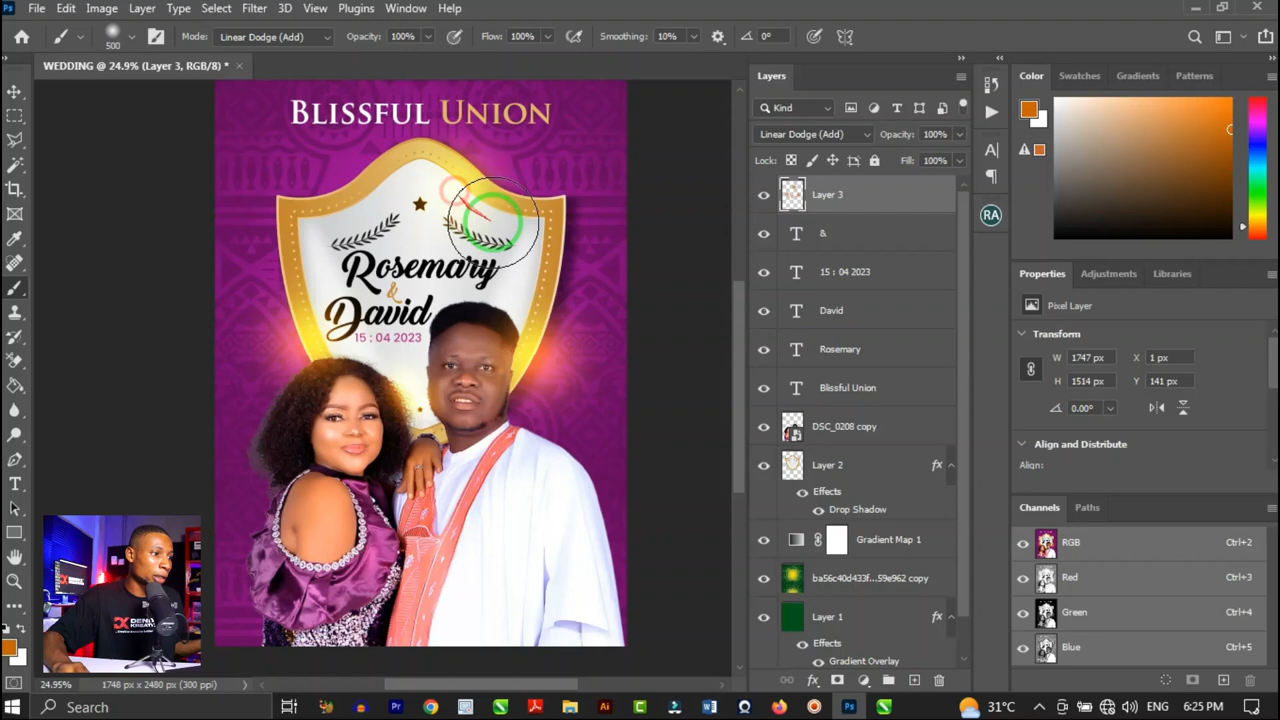 Ps File Edit Image Layer Type Select Filter 3D View Plugins Window Help
500 Mode: Linear Dodge (Add) Opacity: 100% Flow: 100% Smoothing: 10% 0°
WEDDING @ 24.9% (Layer 3, RGB/8) *
BLISSFUL UNION
Rosemary
&
David
15 : 04 2023
Layers
Kind
Linear Dodge (Add) Opacity: 100%
Lock: Fill: 100%
Layer 3
&
15 : 04 2023
David
Rosemary
Blissful Union
DSC_0208 copy
Layer 2 fx
Effects
Drop Shadow
Gradient Map 1
ba56c40d433f...59e962 copy
Layer 1 fx
Effects
Gradient Overlay
RA
Color Swatches Gradients Patterns
Properties Adjustments Libraries
Pixel Layer
Transform
W 1747 px X 1 px
H 1514 px Y 141 px
0.00°
Align and Distribute
Align:
Channels Paths
RGB Ctrl+2
Red Ctrl+3
Green Ctrl+4
Blue Ctrl+5
24.95% 1748 px x 2480 px (300 ppi)
Search
31°C ENG 6:25 PM